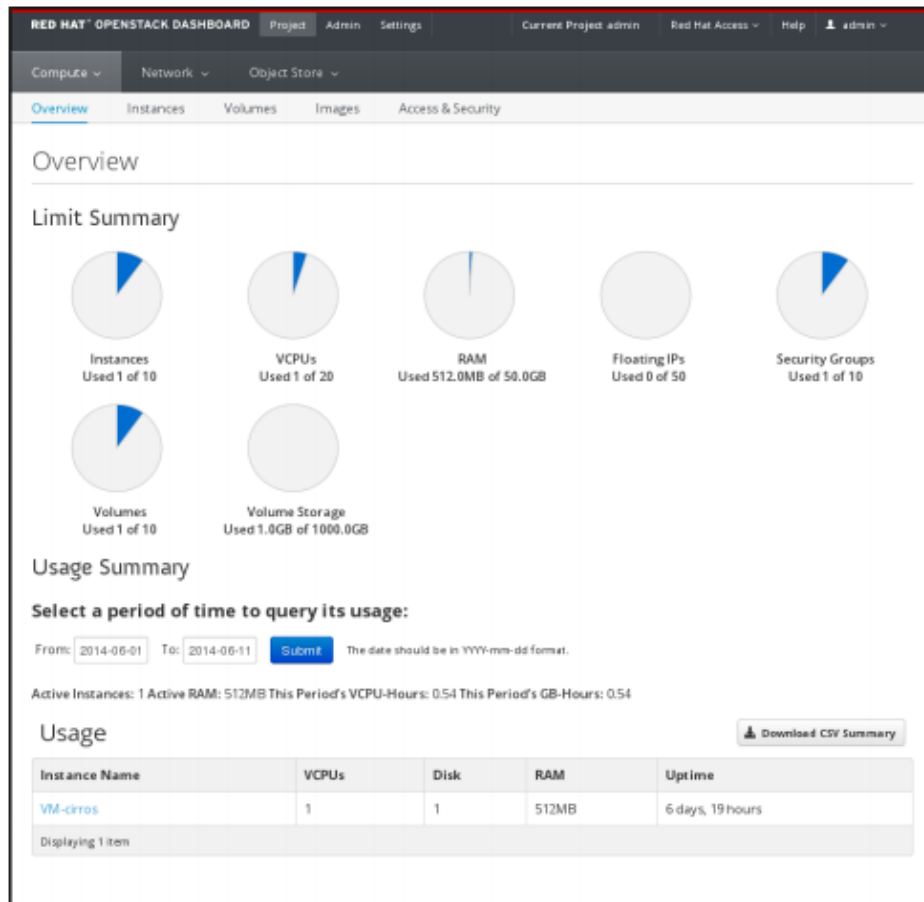 RED HAT® OPENSTACK DASHBOARD Project Admin Settings Current Project admin Red Hat Access Help admin
Compute Network Object Store
Overview Instances Volumes Images Access & Security
Overview
Limit Summary
Instances
Used 1 of 10
VCPUs
Used 1 of 20
RAM
Used 512.0MB of 50.0GB
Floating IPs
Used 0 of 50
Security Groups
Used 1 of 10
Volumes
Used 1 of 10
Volume Storage
Used 1.0GB of 1000.0GB
Usage Summary
Select a period of time to query its usage:
From: 2014-06-01 To: 2014-06-11 Submit The date should be in YYYY-mm-dd format.
Active Instances: 1 Active RAM: 512MB This Period's VCPU-Hours: 0.54 This Period's GB-Hours: 0.54
Usage
Download CSV Summary
Instance Name VCPUs Disk RAM Uptime
VM-cirros 1 1 512MB 6 days, 19 hours
Displaying 1 item